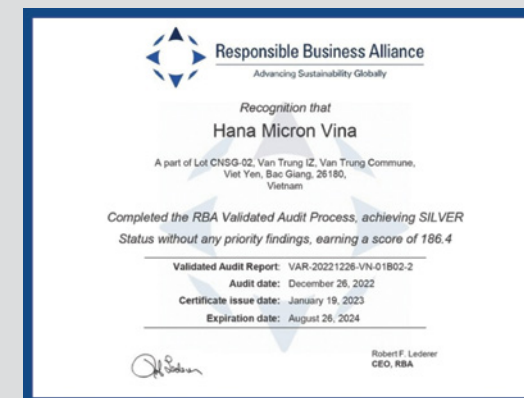 Responsible Business Alliance
Advancing Sustainability Globally
Recognition that
Hana Micron Vina
A part of Lot CNSG-02, Van Trung IZ, Van Trung Commune,
Viet Yen, Bac Giang, 26180,
Vietnam
Completed the RBA Validated Audit Process, achieving SILVER
Status without any priority findings, earning a score of 186.4
Validated Audit Report: VAR-20221226-VN-01B02-2
Audit date: December 26, 2022
Certificate issue date: January 19, 2023
Expiration date: August 26, 2024
Robert F. Lederer
CEO, RBA